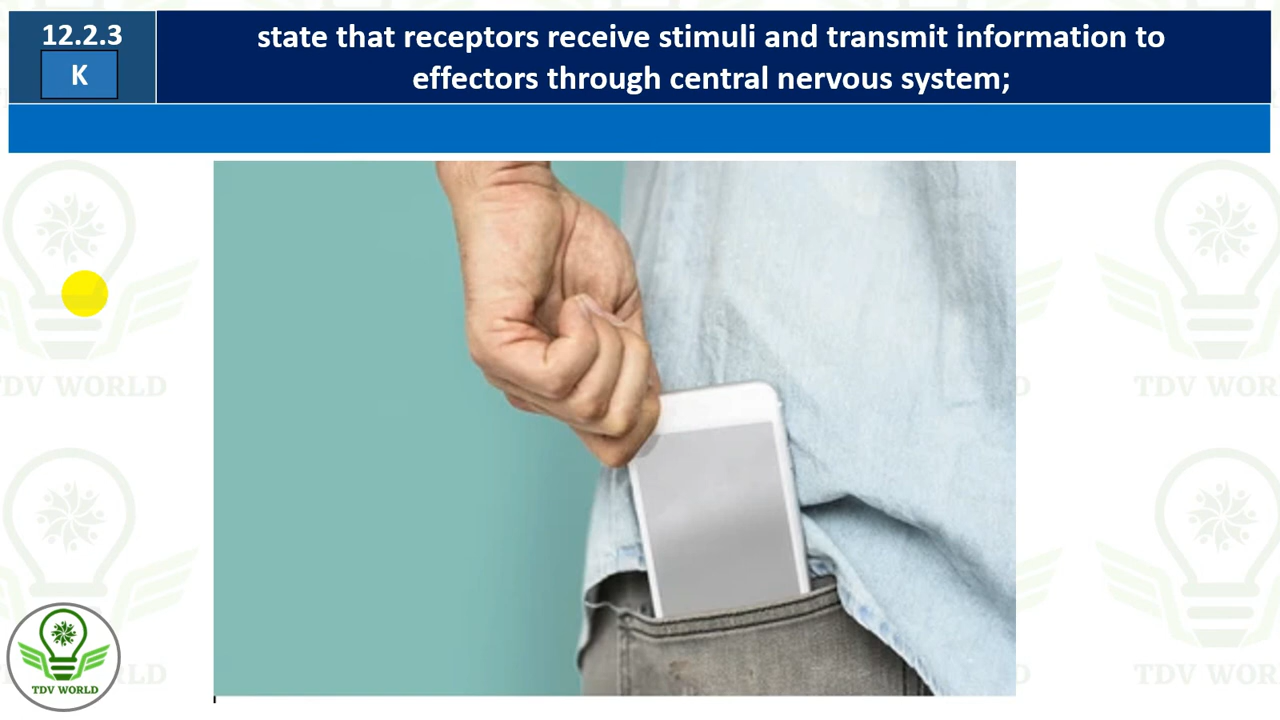 12.2.3
K
state that receptors receive stimuli and transmit information to
effectors through central nervous system;
TDV WORLD
TDV WORL
TDV WORLD